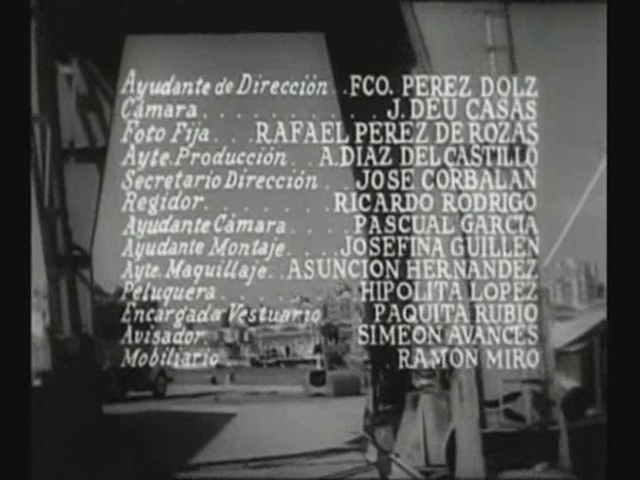 Ayudante de Dirección . . FCO. PEREZ DOLZ
Cámara . . . . . . . . . . . J. DEU CASAS
Foto Fija . . . RAFAEL PEREZ DE ROZAS
Ayte. Producción . . A. DIAZ DEL CASTILLO
Secretario Dirección . . . JOSE CORBALAN
Regidor . . . . . . . . RICARDO RODRIGO
Ayudante Cámara . . . . PASCUAL GARCIA
Ayudante Montaje . . . . JOSEFINA GUILLEN
Ayte. Maquillaje . . ASUNCION HERNANDEZ
Peluquera . . . . . . . . HIPOLITA LOPEZ
Encargada Vestuario . . . PAQUITA RUBIO
Avisador . . . . . . . . SIMEON AVANCES
Mobiliario . . . . . . . . . . RAMON MIRO